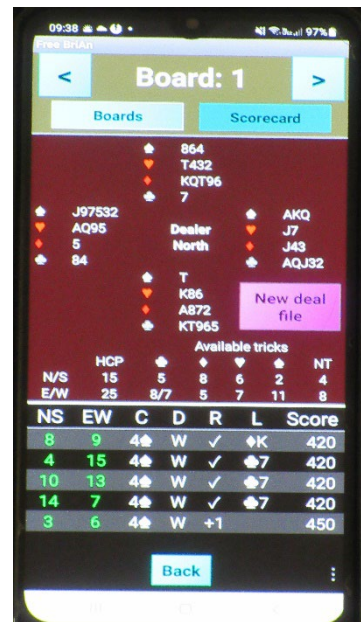 09:38
97%
Free BriAn
< Board: 1 >
Boards Scorecard
♠ 864
♥ T432
♦ KQT96
♣ 7
♠ J97532 ♠ AKQ
♥ AQ95 Dealer ♥ J7
♦ 5 North ♦ J43
♣ 84 ♣ AQJ32
♠ T
♥ K86
♦ A872
♣ KT965
New deal
file
Available tricks
HCP ♣ ♦ ♥ ♠ NT
N/S 15 5 8 6 2 4
E/W 25 8/7 5 7 11 8
NS EW C D R L Score
8 9 4♠ W ✓ ♦K 420
4 15 4♠ W ✓ ♣7 420
10 13 4♠ W ✓ ♣7 420
14 7 4♠ W ✓ ♣7 420
3 6 4♠ W +1 450
Back